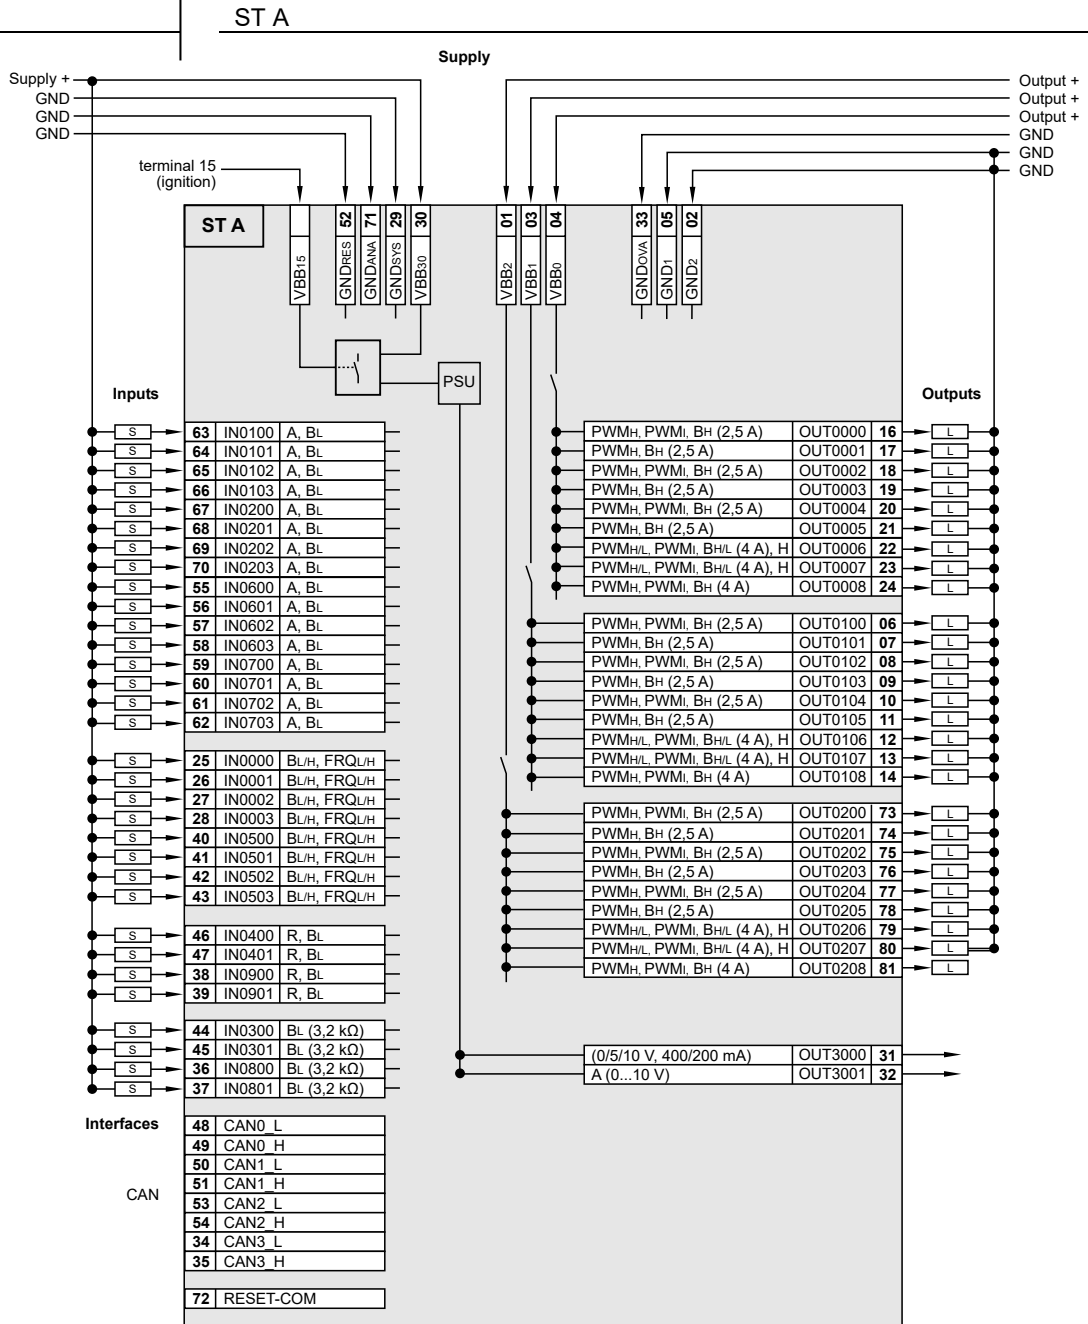 ST A
Supply
Supply +
GND
GND
GND
Output +
Output +
Output +
GND
GND
GND
terminal 15
(ignition)
ST A
VBB15
52 GNDRES
71 GNDANA
29 GNDSYS
30 VBB30
01 VBB2
03 VBB1
04 VBB0
33 GNDOVA
05 GND1
02 GND2
PSU
Inputs
S 63 IN0100 A, BL
S 64 IN0101 A, BL
S 65 IN0102 A, BL
S 66 IN0103 A, BL
S 67 IN0200 A, BL
S 68 IN0201 A, BL
S 69 IN0202 A, BL
S 70 IN0203 A, BL
S 55 IN0600 A, BL
S 56 IN0601 A, BL
S 57 IN0602 A, BL
S 58 IN0603 A, BL
S 59 IN0700 A, BL
S 60 IN0701 A, BL
S 61 IN0702 A, BL
S 62 IN0703 A, BL
S 25 IN0000 BL/H, FRQL/H
S 26 IN0001 BL/H, FRQL/H
S 27 IN0002 BL/H, FRQL/H
S 28 IN0003 BL/H, FRQL/H
S 40 IN0500 BL/H, FRQL/H
S 41 IN0501 BL/H, FRQL/H
S 42 IN0502 BL/H, FRQL/H
S 43 IN0503 BL/H, FRQL/H
S 46 IN0400 R, BL
S 47 IN0401 R, BL
S 38 IN0900 R, BL
S 39 IN0901 R, BL
S 44 IN0300 BL (3,2 kΩ)
S 45 IN0301 BL (3,2 kΩ)
S 36 IN0800 BL (3,2 kΩ)
S 37 IN0801 BL (3,2 kΩ)
Interfaces
CAN
48 CAN0_L
49 CAN0_H
50 CAN1_L
51 CAN1_H
53 CAN2_L
54 CAN2_H
34 CAN3_L
35 CAN3_H
72 RESET-COM
Outputs
PWMH, PWMI, BH (2,5 A) OUT0000 16 L
PWMH, BH (2,5 A) OUT0001 17 L
PWMH, PWMI, BH (2,5 A) OUT0002 18 L
PWMH, BH (2,5 A) OUT0003 19 L
PWMH, PWMI, BH (2,5 A) OUT0004 20 L
PWMH, BH (2,5 A) OUT0005 21 L
PWMH/L, PWMI, BH/L (4 A), H OUT0006 22 L
PWMH/L, PWMI, BH/L (4 A), H OUT0007 23 L
PWMH, PWMI, BH (4 A) OUT0008 24 L
PWMH, PWMI, BH (2,5 A) OUT0100 06 L
PWMH, BH (2,5 A) OUT0101 07 L
PWMH, PWMI, BH (2,5 A) OUT0102 08 L
PWMH, BH (2,5 A) OUT0103 09 L
PWMH, PWMI, BH (2,5 A) OUT0104 10 L
PWMH, BH (2,5 A) OUT0105 11 L
PWMH/L, PWMI, BH/L (4 A), H OUT0106 12 L
PWMH/L, PWMI, BH/L (4 A), H OUT0107 13 L
PWMH, PWMI, BH (4 A) OUT0108 14 L
PWMH, PWMI, BH (2,5 A) OUT0200 73 L
PWMH, BH (2,5 A) OUT0201 74 L
PWMH, PWMI, BH (2,5 A) OUT0202 75 L
PWMH, BH (2,5 A) OUT0203 76 L
PWMH, PWMI, BH (2,5 A) OUT0204 77 L
PWMH, BH (2,5 A) OUT0205 78 L
PWMH/L, PWMI, BH/L (4 A), H OUT0206 79 L
PWMH/L, PWMI, BH/L (4 A), H OUT0207 80 L
PWMH, PWMI, BH (4 A) OUT0208 81 L
(0/5/10 V, 400/200 mA) OUT3000 31
A (0...10 V) OUT3001 32